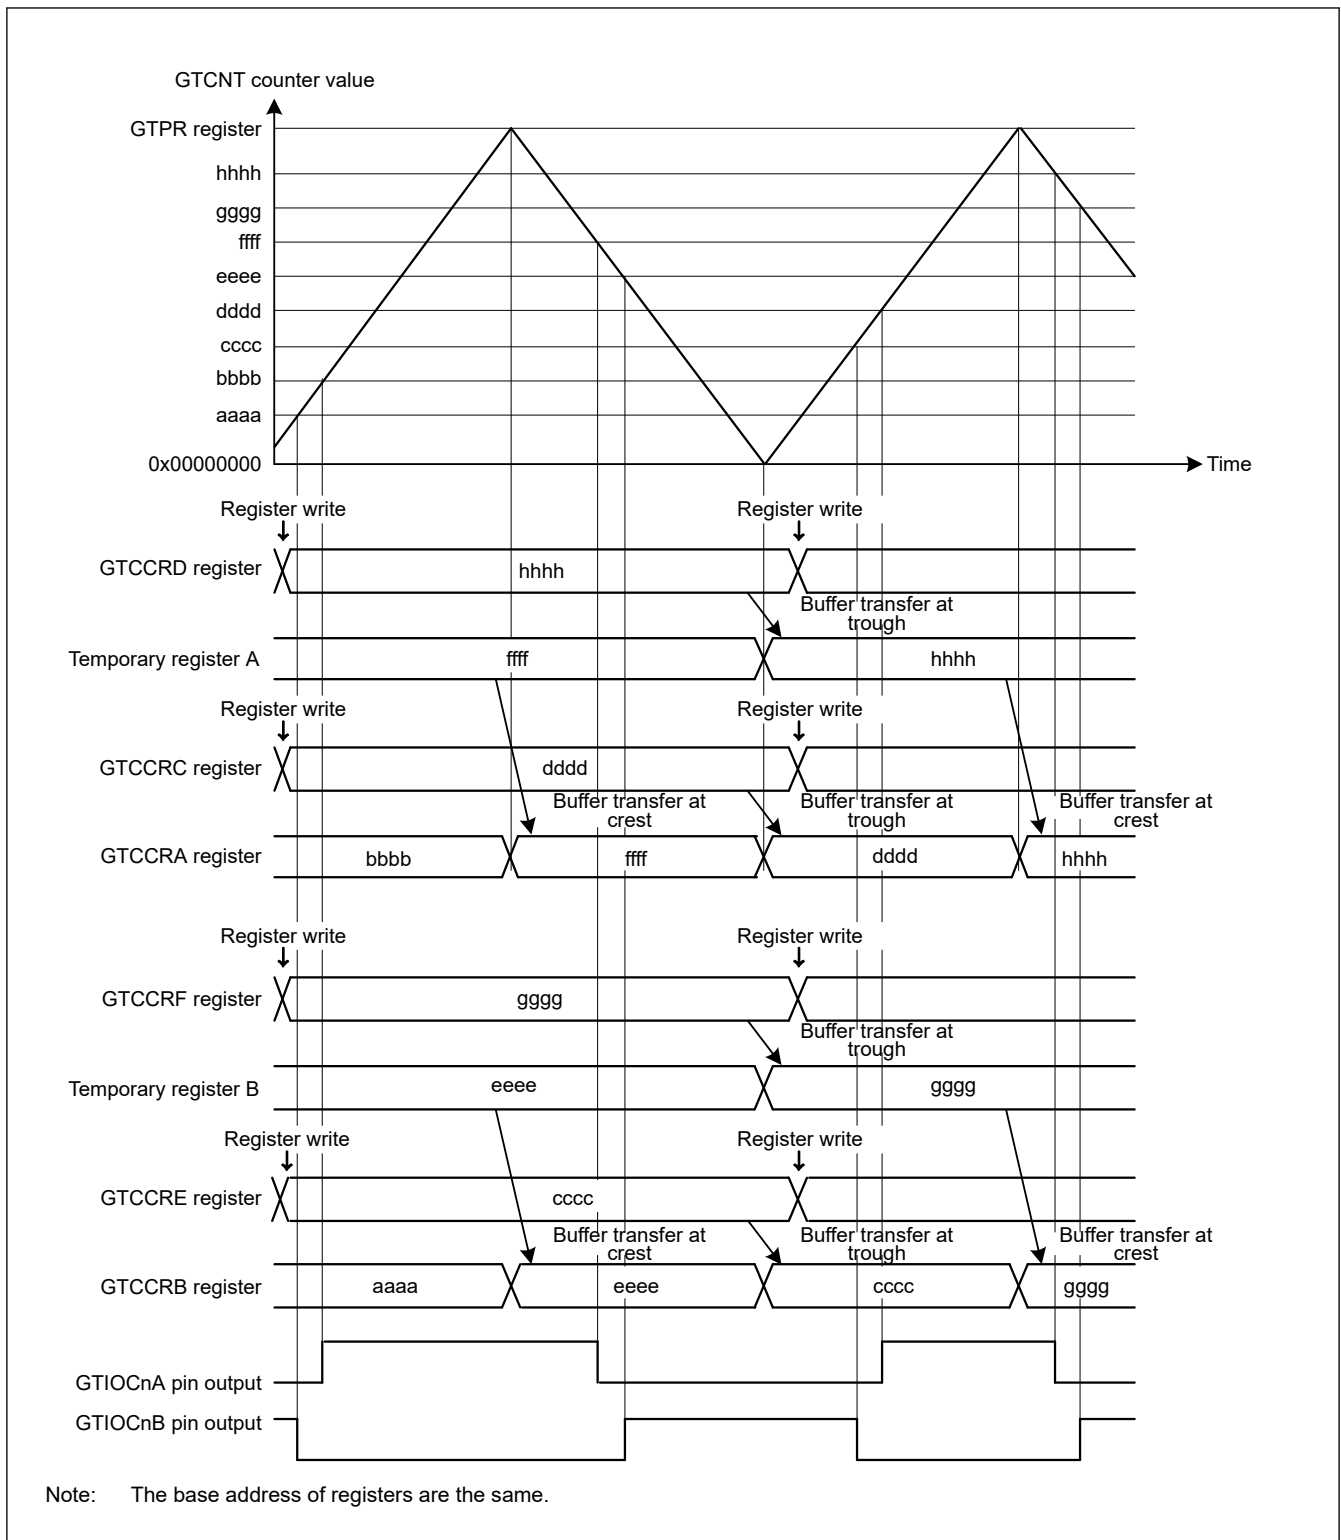 GTCNT counter value
GTPR register
hhhh
gggg
ffff
eeee
dddd
cccc
bbbb
aaaa
0x00000000
Time
Register write
Register write
GTCCRD register
hhhh
Buffer transfer at
trough
Temporary register A
ffff
hhhh
Register write
Register write
GTCCRC register
dddd
Buffer transfer at
crest
Buffer transfer at
trough
Buffer transfer at
crest
GTCCRA register
bbbb
ffff
dddd
hhhh
Register write
Register write
GTCCRF register
gggg
Buffer transfer at
trough
Temporary register B
eeee
gggg
Register write
Register write
GTCCRE register
cccc
Buffer transfer at
crest
Buffer transfer at
trough
Buffer transfer at
crest
GTCCRB register
aaaa
eeee
cccc
gggg
GTIOCnA pin output
GTIOCnB pin output
Note: The base address of registers are the same.